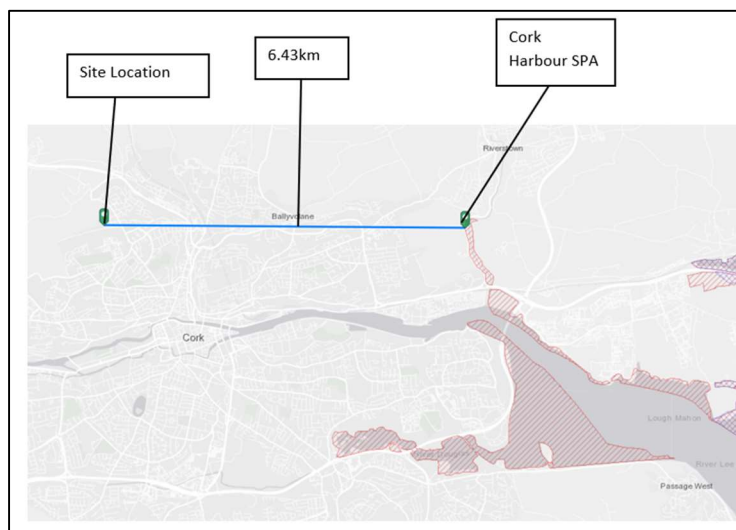 Site Location
6.43km
Cork
Harbour SPA
Riverstown
Ballyvolane
Cork
Lough Mahon
River Lee
Passage West